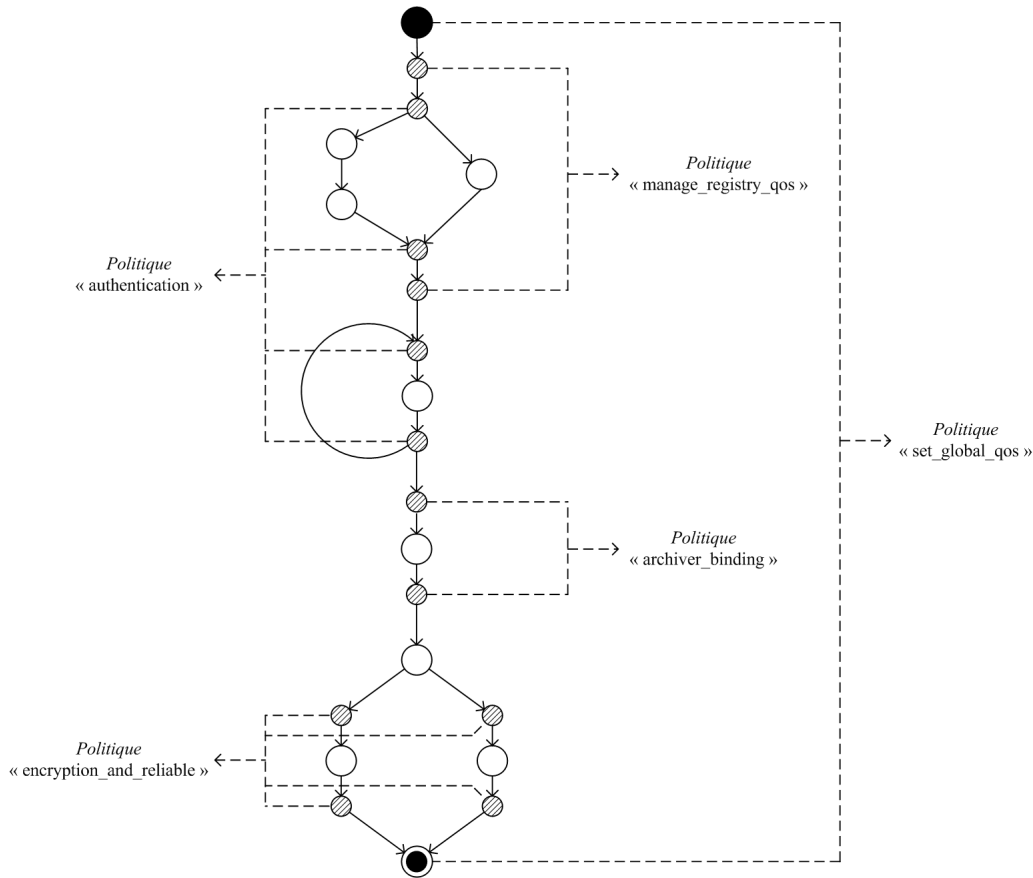 Politique
« manage_registry_qos »
Politique
« authentication »
Politique
« set_global_qos »
Politique
« archiver_binding »
Politique
« encryption_and_reliable »